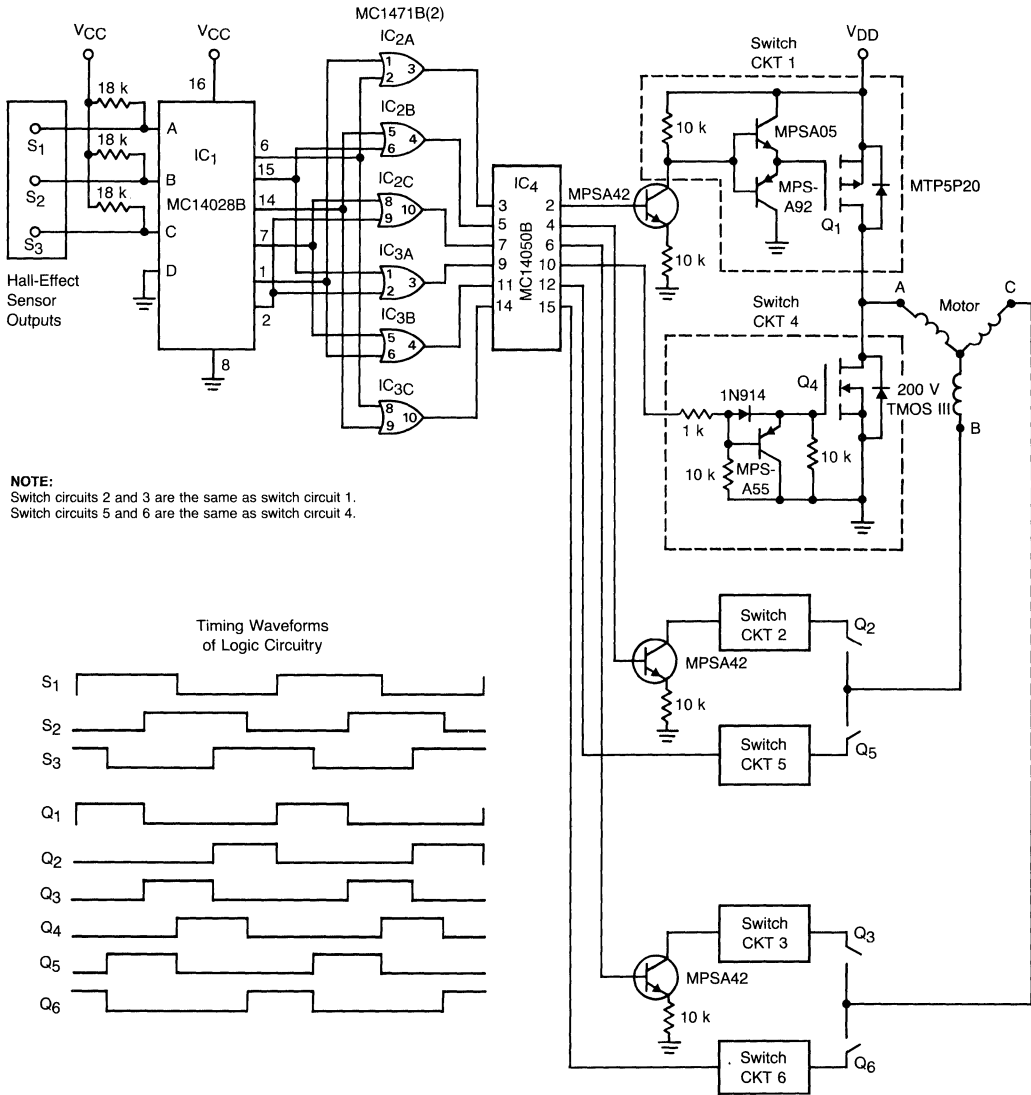 MC1471B(2)
VCC
VCC
18 k
18 k
18 k
16
S1
S2
S3
A
B
C
D
IC1
MC14028B
6
15
14
7
1
2
8
Hall-Effect
Sensor
Outputs
IC2A
1
2
3
IC2B
5
6
4
IC2C
8
9
10
IC3A
1
2
3
IC3B
5
6
4
IC3C
8
9
10
IC4
MC14050B
3
5
7
9
11
14
2
4
6
10
12
15
MPSA42
10 k
Switch
CKT 1
VDD
10 k
MPSA05
MPS-
A92
Q1
MTP5P20
Switch
CKT 4
A
Motor
C
B
1N914
Q4
200 V
TMOS III
1 k
10 k
MPS-
A55
10 k
NOTE:
Switch circuits 2 and 3 are the same as switch circuit 1.
Switch circuits 5 and 6 are the same as switch circuit 4.
Switch
CKT 2
Q2
MPSA42
10 k
Switch
CKT 5
Q5
Switch
CKT 3
Q3
MPSA42
10 k
Switch
CKT 6
Q6
Timing Waveforms
of Logic Circuitry
S1
S2
S3
Q1
Q2
Q3
Q4
Q5
Q6